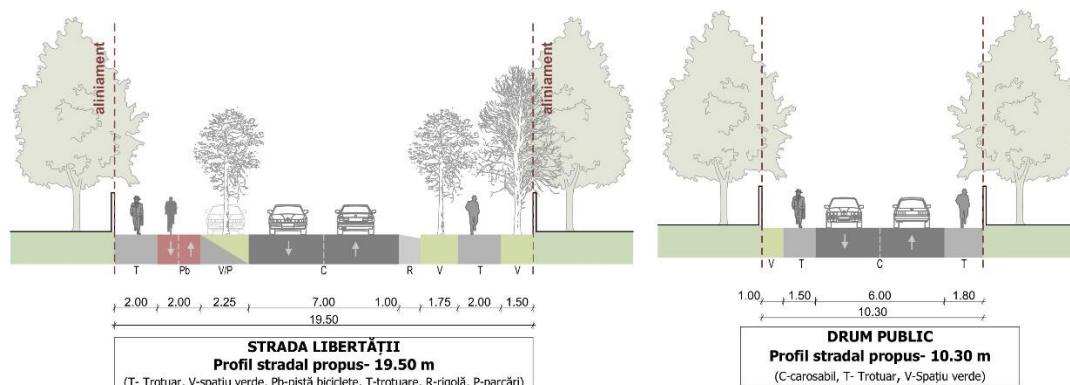 aliniament
aliniament
T Pb V/P C R V T V
2.00 2.00 2.25 7.00 1.00 1.75 2.00 1.50
19.50
STRADA LIBERTĂȚII
Profil stradal propus- 19.50 m
(T- Trotuar, V-spațiu verde, Pb-pistă biciclete, T-trotuare, R-rigolă, P-parcări)
V T C T
1.00 1.50 6.00 1.80
10.30
DRUM PUBLIC
Profil stradal propus- 10.30 m
(C-carosabil, T- Trotuar, V-Spațiu verde)